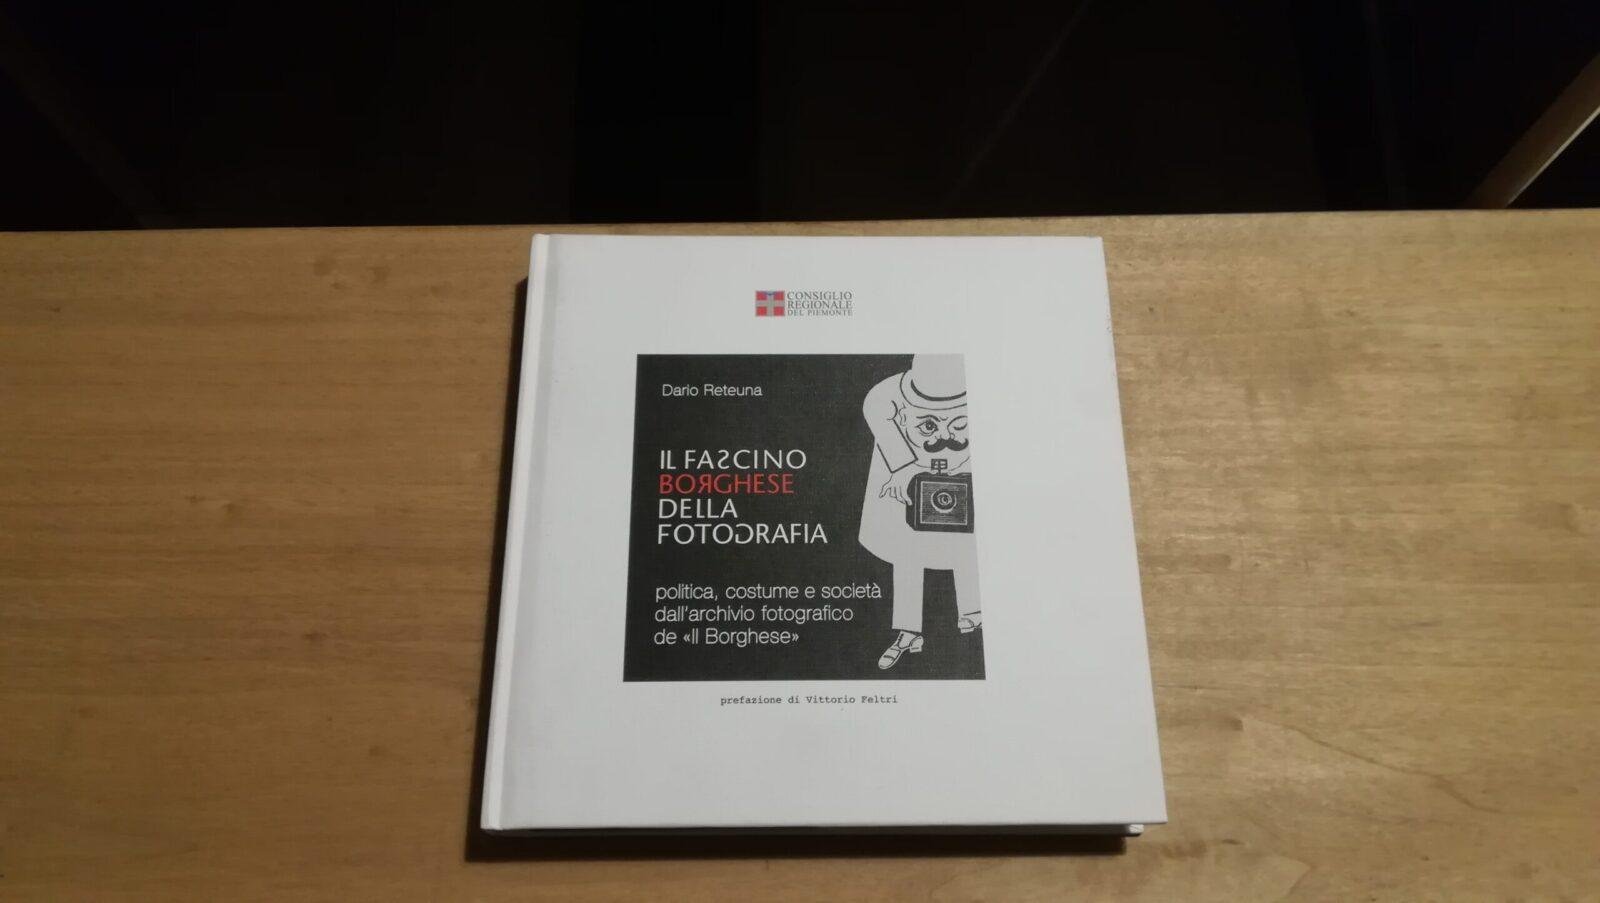 CONSIGLIO
REGIONALE
DEL PIEMONTE
Dario Reteuna
IL FASCINO
BORGHESE
DELLA
FOTOGRAFIA
politica, costume e società
dall'archivio fotografico
de «Il Borghese»
prefazione di Vittorio Feltri